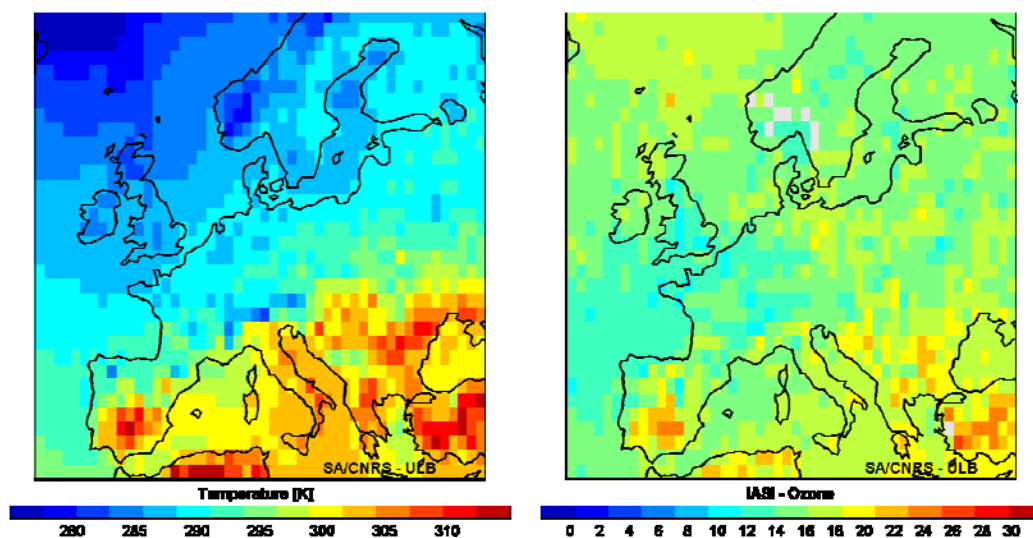 SA/CNRS - ULB
SA/CNRS - ULB
Temperature [K]
IASI - Ozone
280 285 290 295 300 305 310
0 2 4 6 8 10 12 14 16 18 20 22 24 26 28 30